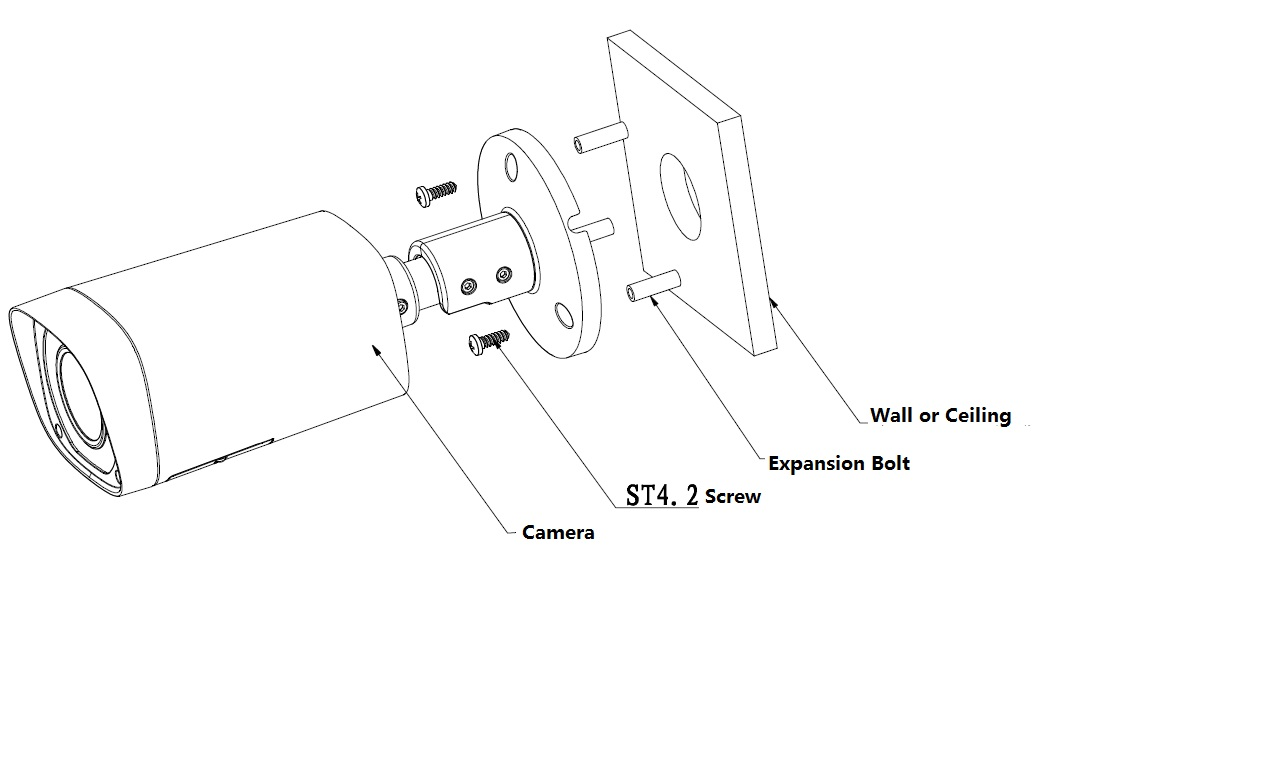 Wall or Ceiling
Expansion Bolt
ST4. 2 Screw
Camera